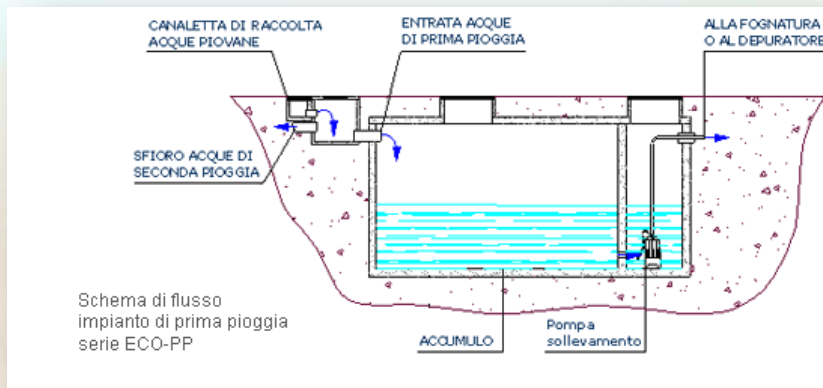 CANALETTA DI RACCOLTA
ACQUE PIOVANE
ENTRATA ACQUE
DI PRIMA PIOGGIA
ALLA FOGNATURA
O AL DEPURATORE
SFIORO ACQUE DI
SECONDA PIOGGIA
Schema di flusso
impianto di prima pioggia
serie ECO-PP
ACCUMULO
Pompa
sollevamento